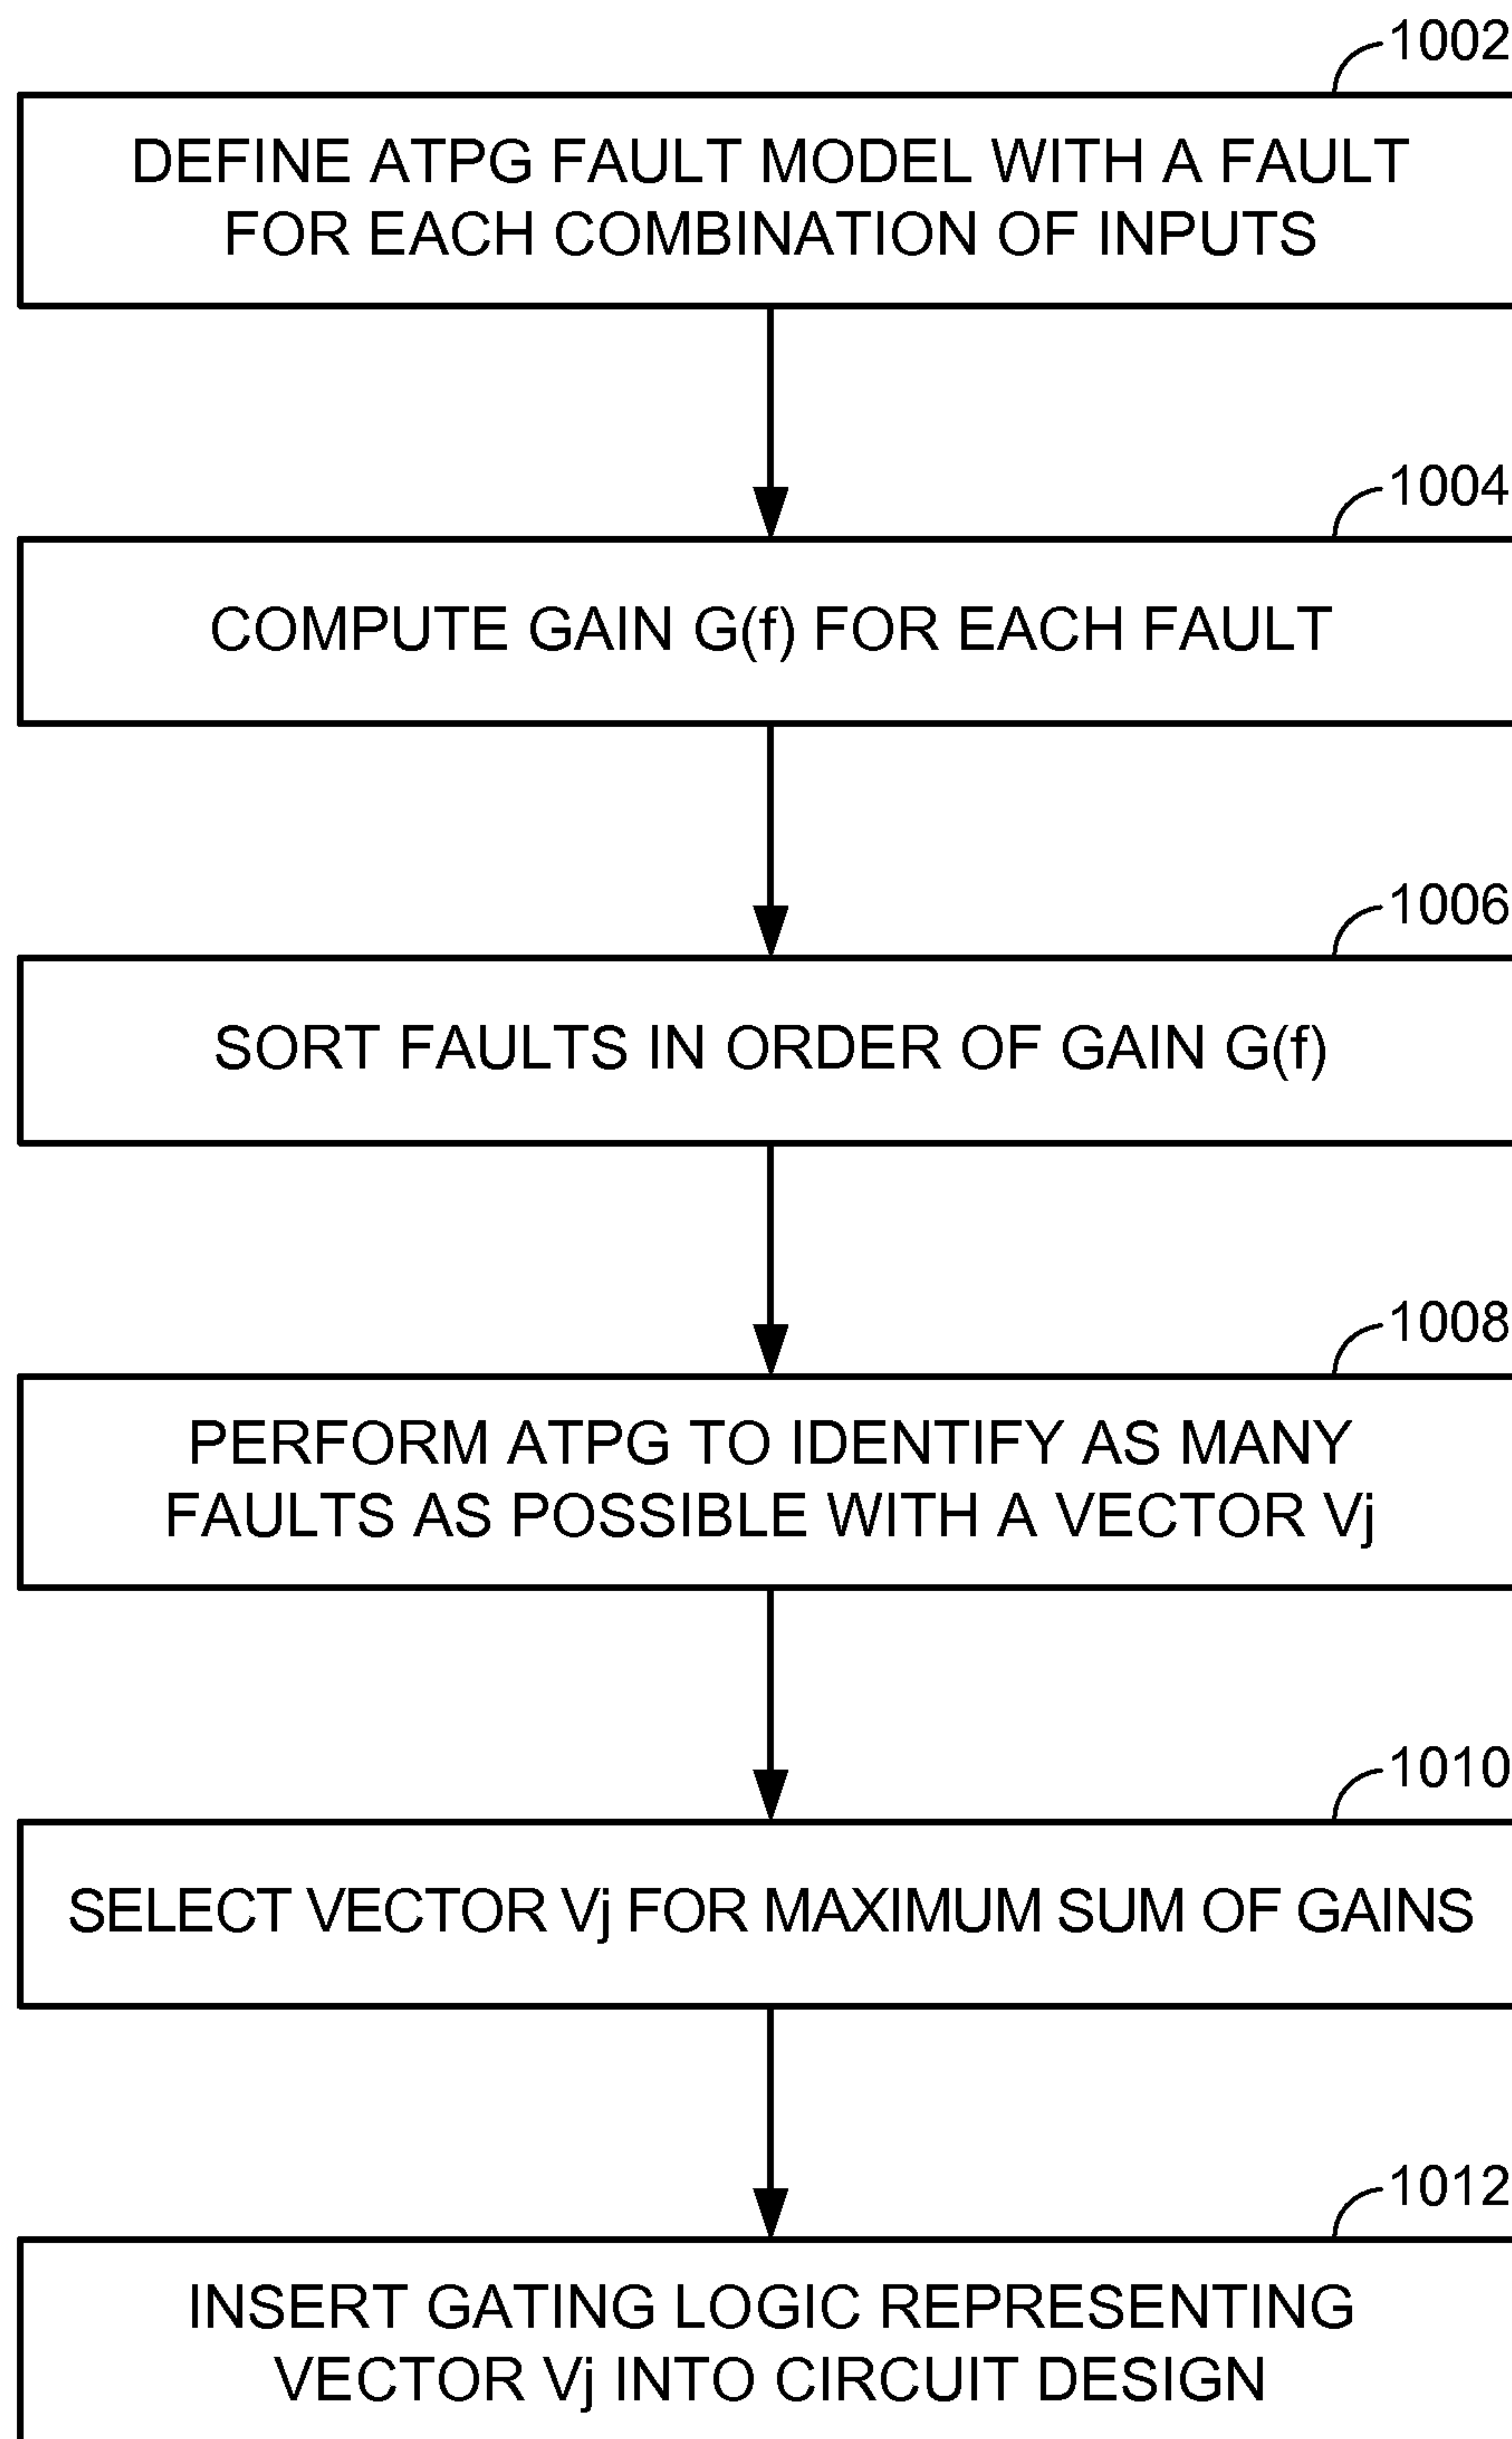 1002
DEFINE ATPG FAULT MODEL WITH A FAULT
FOR EACH COMBINATION OF INPUTS
1004
COMPUTE GAIN G(f) FOR EACH FAULT
1006
SORT FAULTS IN ORDER OF GAIN G(f)
1008
PERFORM ATPG TO IDENTIFY AS MANY
FAULTS AS POSSIBLE WITH A VECTOR Vj
1010
SELECT VECTOR Vj FOR MAXIMUM SUM OF GAINS
1012
INSERT GATING LOGIC REPRESENTING
VECTOR Vj INTO CIRCUIT DESIGN